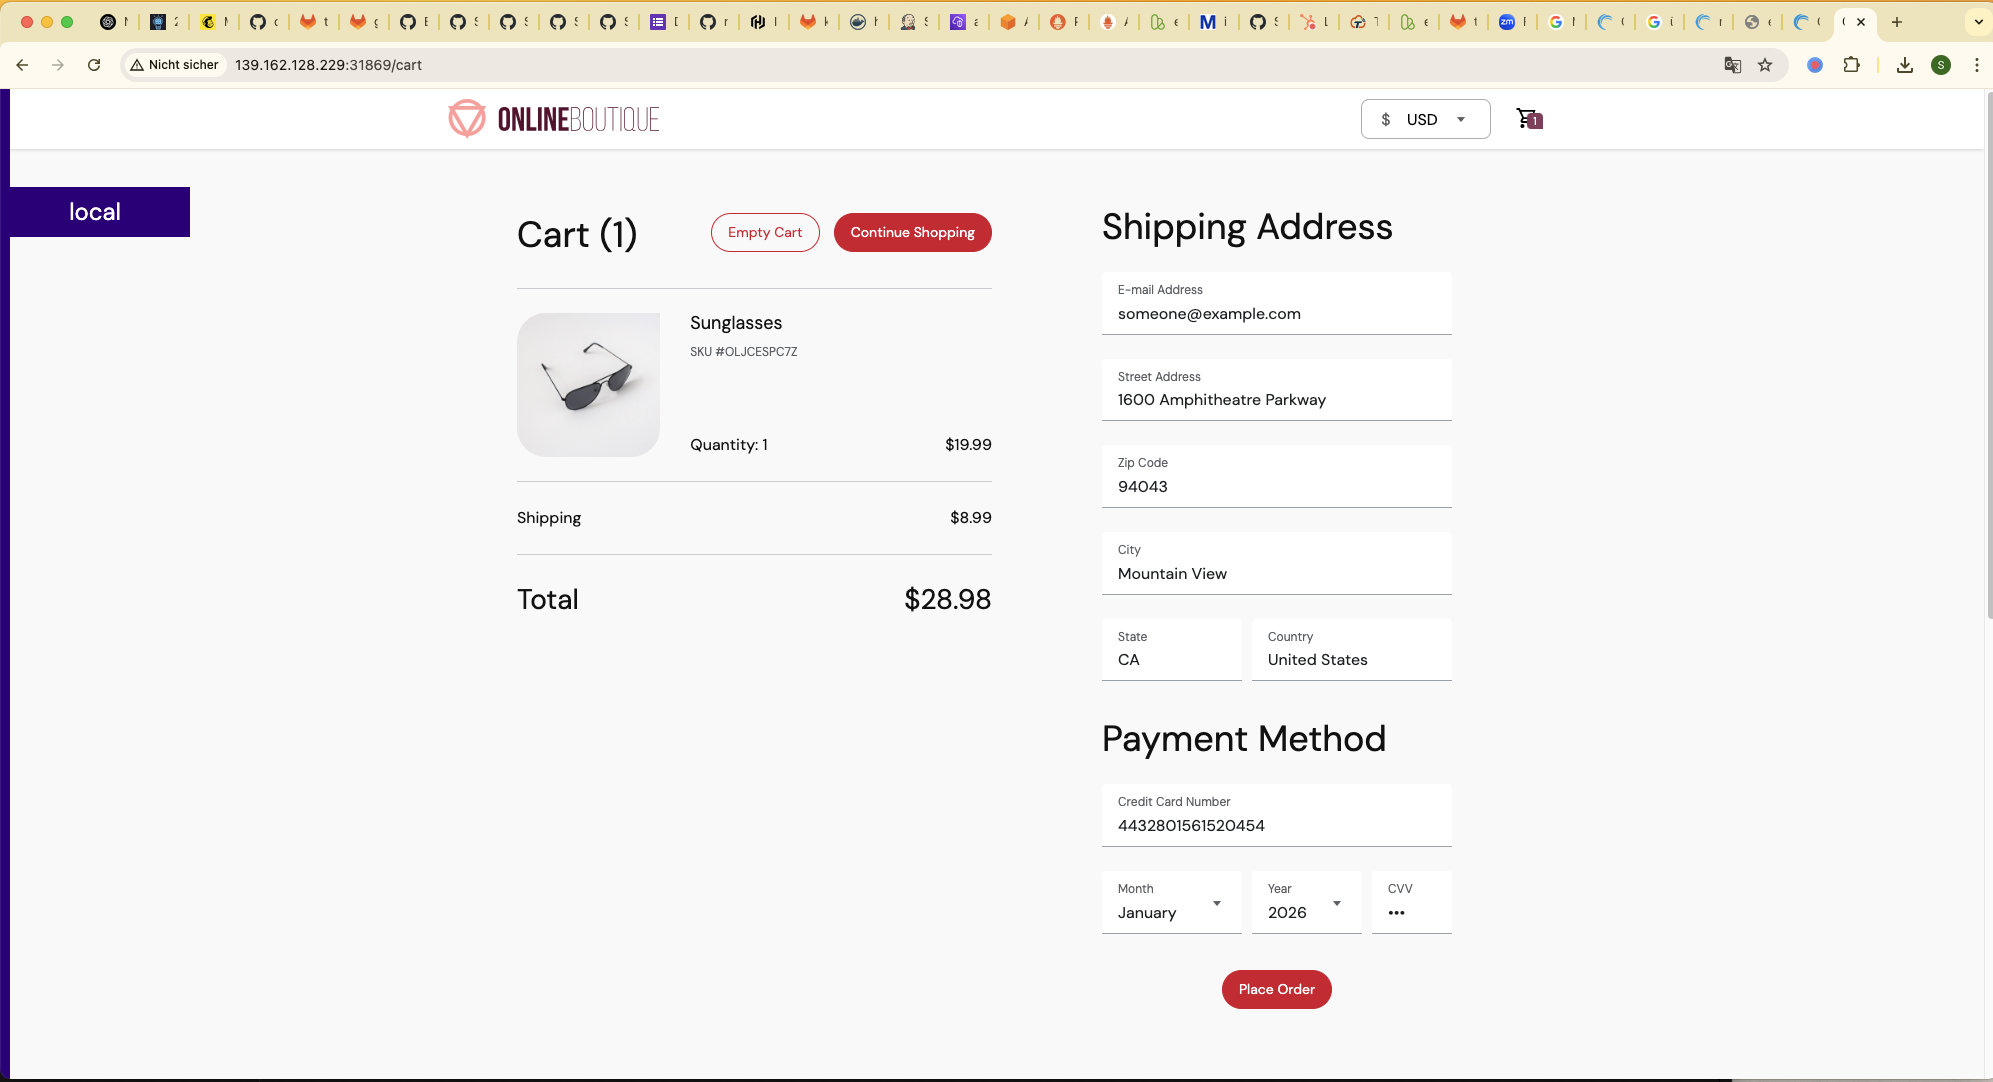 Nicht sicher
139.162.128.229:31869/cart
S
ONLINEBOUTIQUE
$ USD
1
local
Cart (1)
Empty Cart
Continue Shopping
Sunglasses
SKU #OLJCESPC7Z
Quantity: 1
$19.99
Shipping
$8.99
Total
$28.98
Shipping Address
E-mail Address
someone@example.com
Street Address
1600 Amphitheatre Parkway
Zip Code
94043
City
Mountain View
State
CA
Country
United States
Payment Method
Credit Card Number
4432801561520454
Month
January
Year
2026
CVV
•••
Place Order